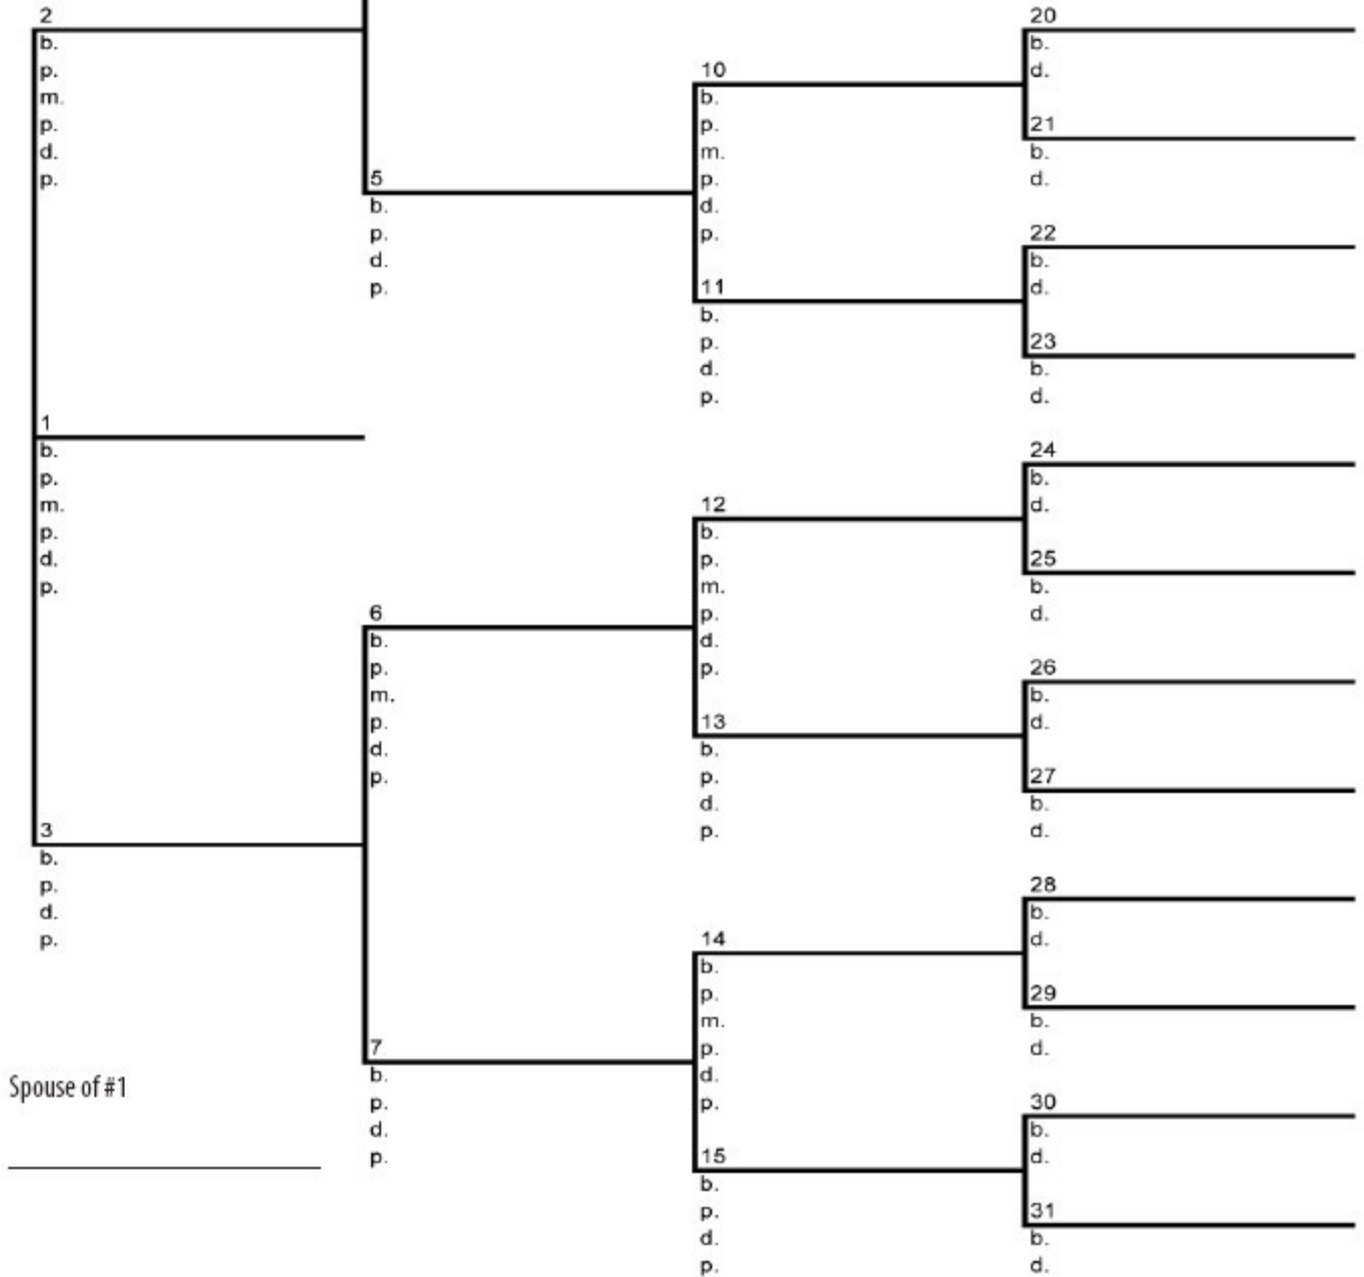 2
b.
p.
m.
p.
d.
p.
1
b.
p.
m.
p.
d.
p.
3
b.
p.
d.
p.
Spouse of #1
5
b.
p.
d.
p.
6
b.
p.
m.
p.
d.
p.
7
b.
p.
d.
p.
10
b.
p.
m.
p.
d.
p.
11
b.
p.
d.
p.
12
b.
p.
m.
p.
d.
p.
13
b.
p.
d.
p.
14
b.
p.
m.
p.
d.
p.
15
b.
p.
d.
p.
20
b.
d.
21
b.
d.
22
b.
d.
23
b.
d.
24
b.
d.
25
b.
d.
26
b.
d.
27
b.
d.
28
b.
d.
29
b.
d.
30
b.
d.
31
b.
d.